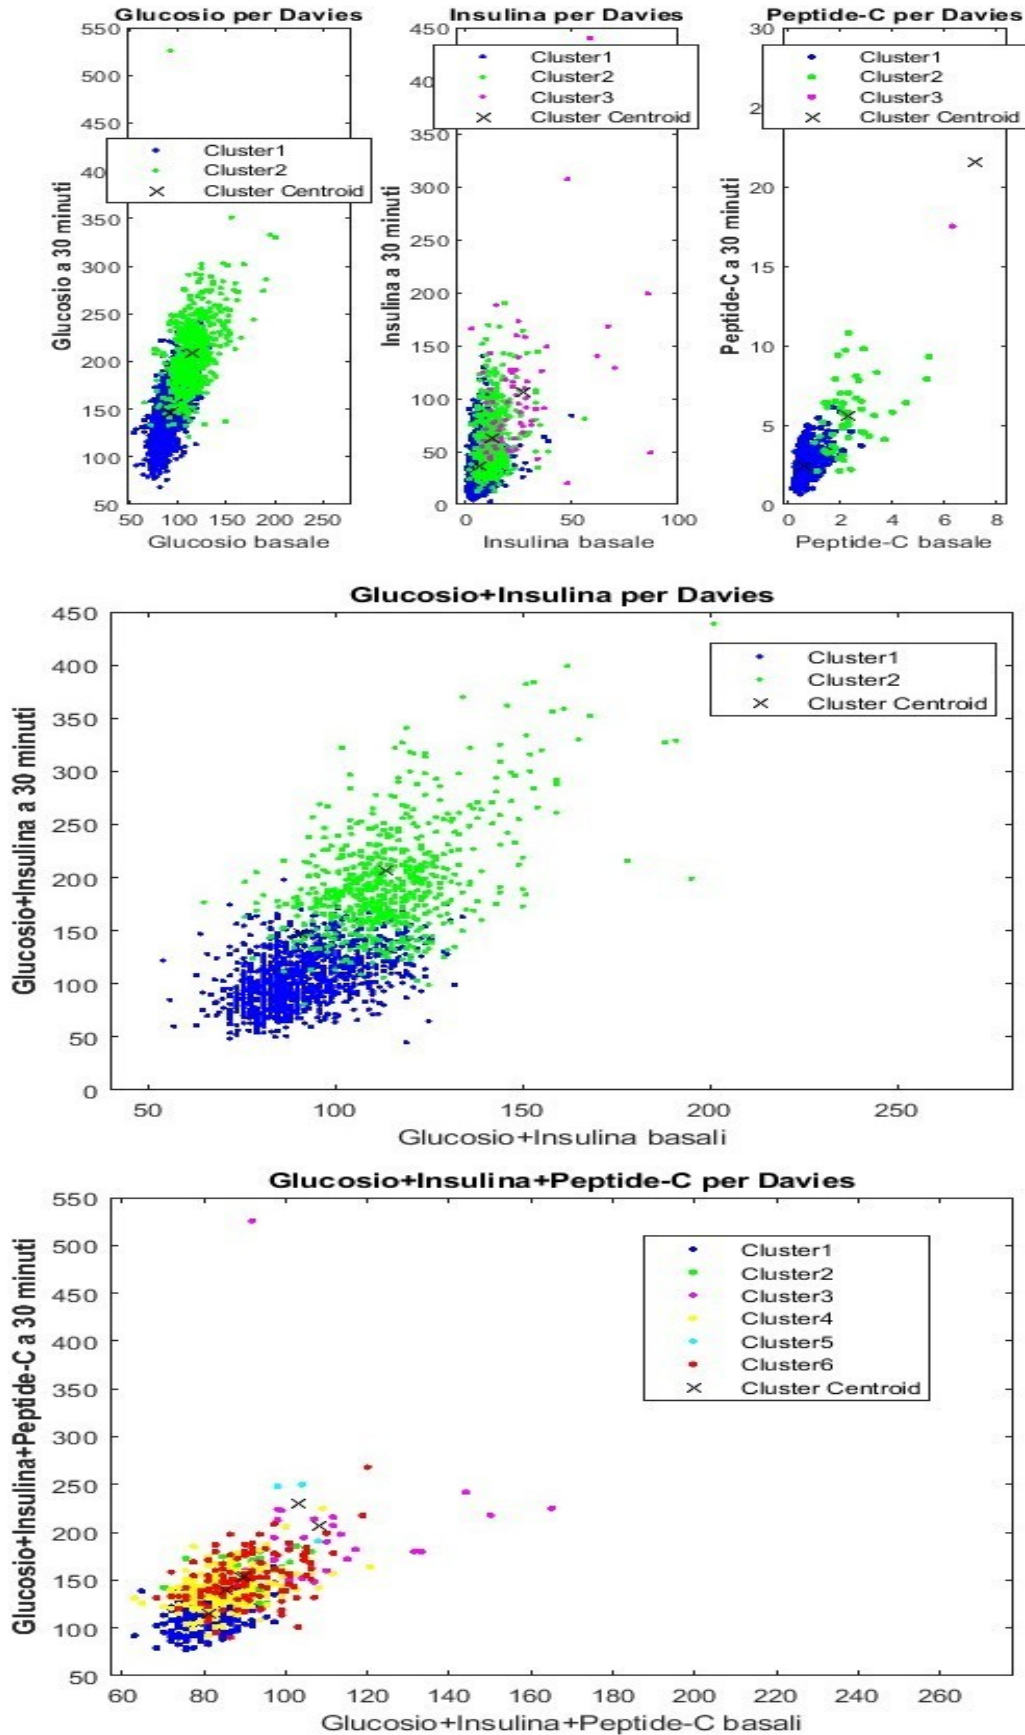 Glucosio per Davies
550
500
450
40
350
300
250
200
150
100
50
Cluster1
Cluster2
Cluster Centroid
50 100 150 200 250
Glucosio a 30 minuti
Glucosio basale
Insulina per Davies
450
40
350
300
250
200
150
100
50
0
Cluster1
Cluster2
Cluster3
Cluster Centroid
0 50 100
Insulina a 30 minuti
Insulina basale
Peptide-C per Davies
30
2
20
15
10
5
0
Cluster1
Cluster2
Cluster3
Cluster Centroid
0 2 4 6 8
Peptide-C a 30 minuti
Peptide-C basale
Glucosio+Insulina per Davies
450
400
350
300
250
200
150
100
50
0
Cluster1
Cluster2
Cluster Centroid
50 100 150 200 250
Glucosio+Insulina a 30 minuti
Glucosio+Insulina basali
Glucosio+Insulina+Peptide-C per Davies
550
500
450
400
350
300
250
200
150
100
50
Cluster1
Cluster2
Cluster3
Cluster4
Cluster5
Cluster6
Cluster Centroid
60 80 100 120 140 160 180 200 220 240 260
Glucosio+Insulina+Peptide-C a 30 minuti
Glucosio+Insulina+Peptide-C basali